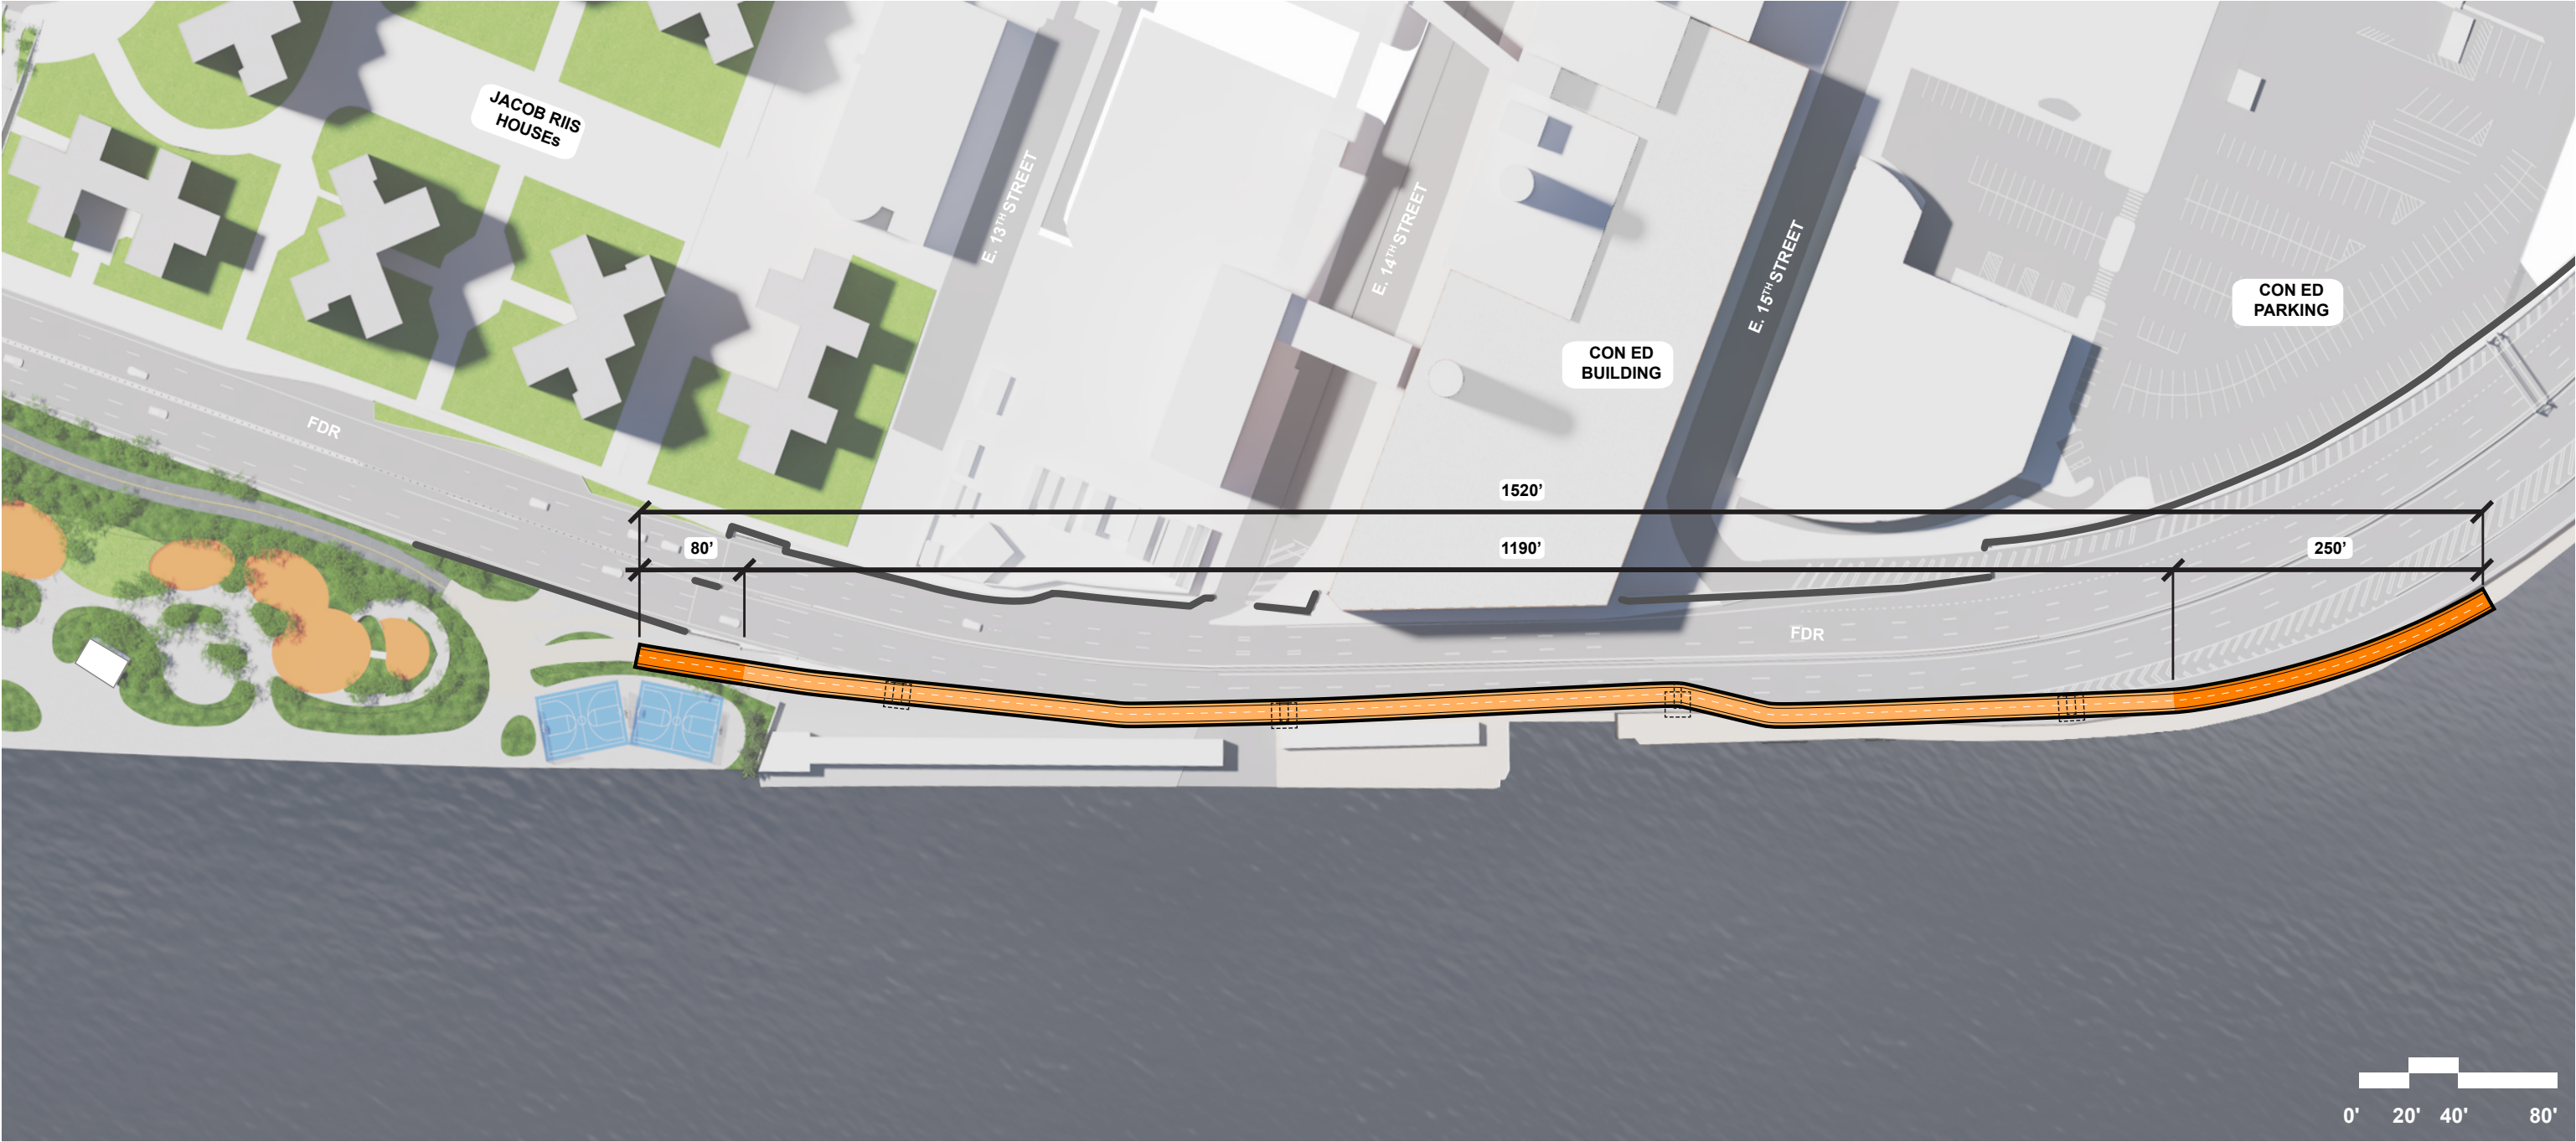 JACOB RIIS
HOUSEs
E. 13TH STREET
E. 14TH STREET
E. 15TH STREET
CON ED
PARKING
CON ED
BUILDING
FDR
1520’
80’
1190’
250’
FDR
0' 20' 40' 80'